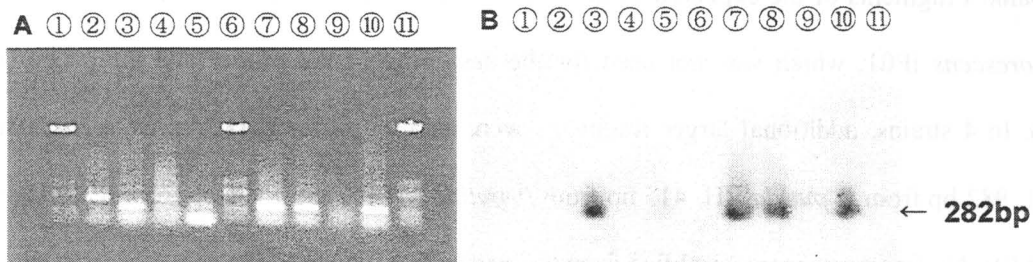 A ① ② ③ ④ ⑤ ⑥ ⑦ ⑧ ⑨ ⑩ ⑪
B ① ② ③ ④ ⑤ ⑥ ⑦ ⑧ ⑨ ⑩ ⑪
← 282bp